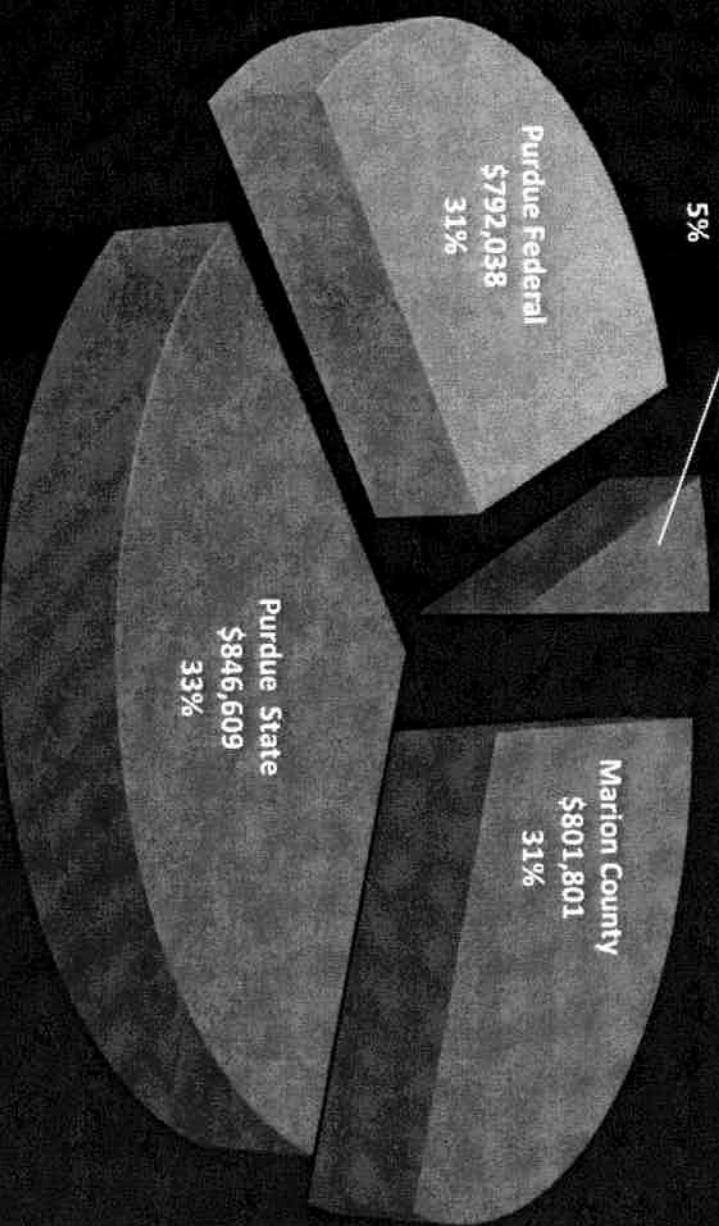 5%
Purdue Federal
$792,038
31%
Marion County
$801,801
31%
Purdue State
$846,609
33%